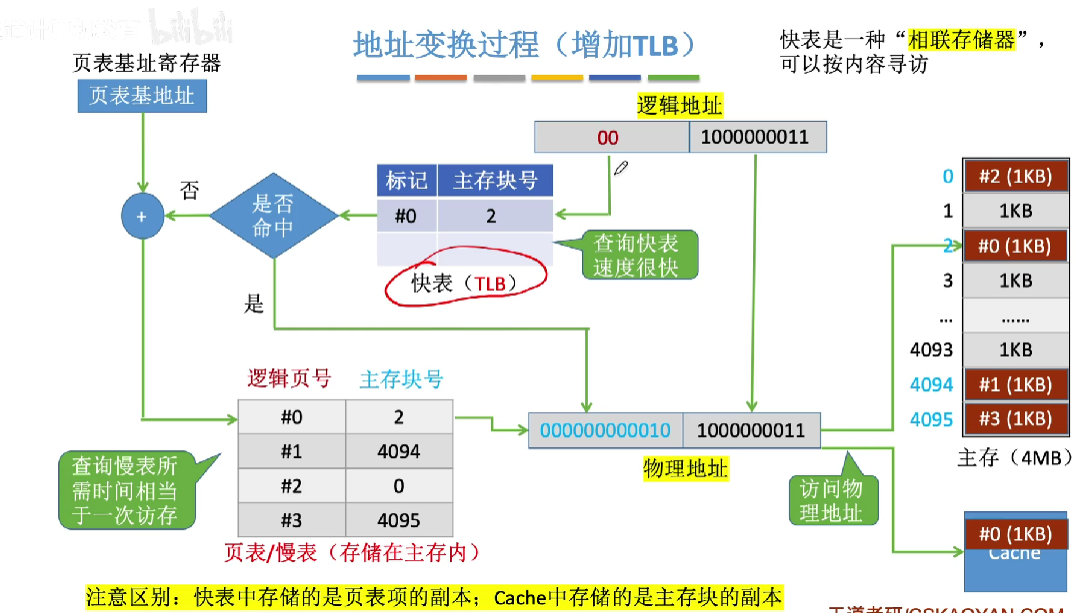 bilibili
地址变换过程（增加TLB）
快表是一种“相联存储器”，
可以按内容寻访
页表基址寄存器
页表基地址
逻辑地址
00 1000000011
标记 主存块号
#0 2
快表（TLB）
查询快表
速度很快
是否
命中
否
是
+
0 #2 (1KB)
1 1KB
2 #0 (1KB)
3 1KB
... ......
4093 1KB
4094 #1 (1KB)
4095 #3 (1KB)
主存（4MB）
逻辑页号 主存块号
#0 2
#1 4094
#2 0
#3 4095
页表/慢表（存储在主存内）
查询慢表所
需时间相当
于一次访存
000000000010 1000000011
物理地址
访问物
理地址
#0 (1KB)
Cache
注意区别：快表中存储的是页表项的副本；Cache中存储的是主存块的副本
王道考研/CSKAOYAN.COM